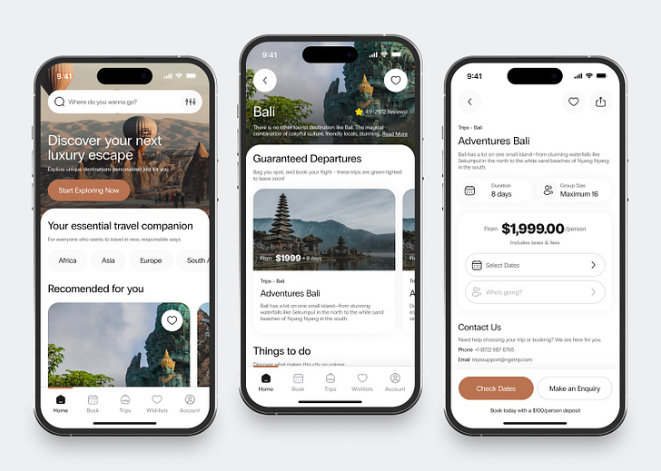 9:41
Where do you wanna go?
Discover your next
luxury escape
Explore unique destinations personalized just for you
Start Exploring Now
Your essential travel companion
For everyone who wants to travel in new, responsible ways
Africa
Asia
Europe
South A
Recomended for you
Home
Book
Trips
Wishlists
Account
9:41
Bali
Reviews)
There is no other tourist destination like Bali. The magical
combination of colorful culture, friendly locals, stunning, Read More
Guaranteed Departures
Bag you spot, and book your flight - these trips are green-lighted
to leave soon!
From $1999 • 8 days
Trips - Bali
Adventures Bali
Bali has a lot on one small island—from stunning
waterfalls like Sekumpul in the north to the white sand
beaches of Nyang Nyang in the south.
Things to do
Discover what makes this city so unique
Home
Book
Trips
Wishlists
Account
9:41
Trips - Bali
Adventures Bali
Bali has a lot on one small island—from stunning waterfalls like
Sekumpul in the north to the white sand beaches of Nyang Nyang
in the south.
Duration
8 days
Group Size
Maximum 16
From $1,999.00/person
Includes taxes & fees
Select Dates
Who's going?
Contact Us
Need help choosing your trip or booking? We are here for you.
Phone +1(872) 987 6765
Email
Check Dates
Make an Enquiry
Book today with a $100/person deposit